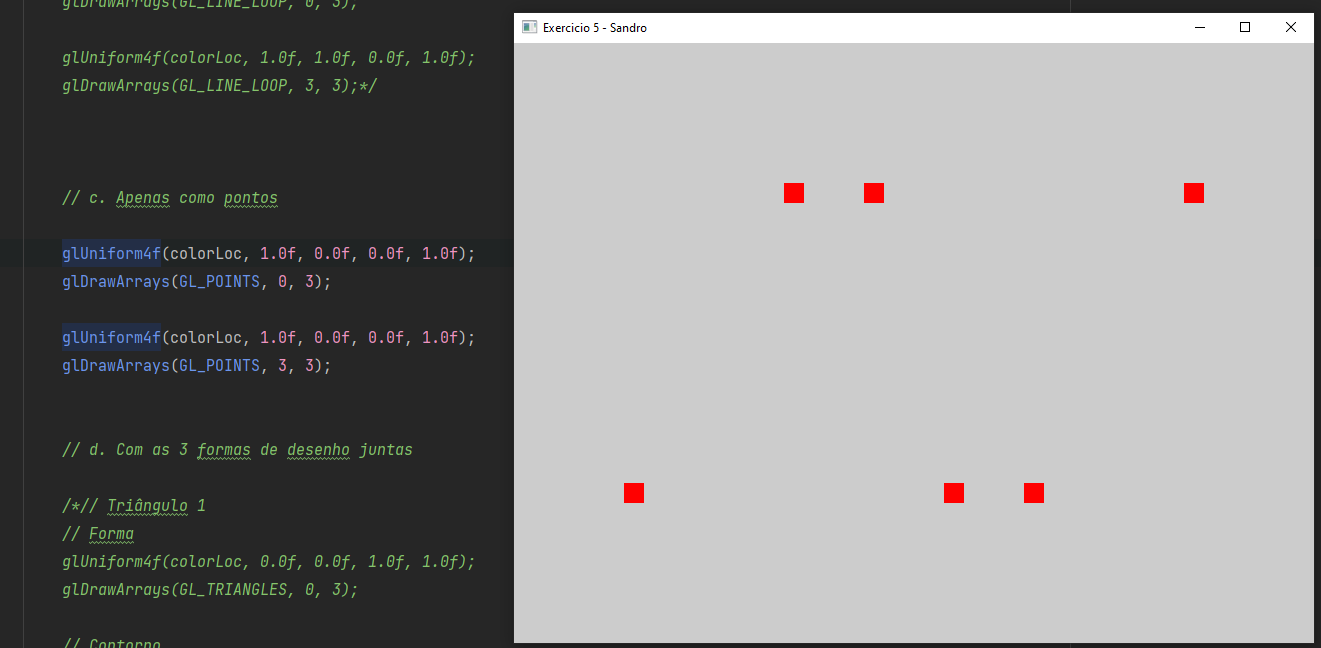 glDrawArrays(GL_LINE_LOOP, 0, 3);
Exercicio 5 - Sandro
glUniform4f(colorLoc, 1.0f, 1.0f, 0.0f, 1.0f);
glDrawArrays(GL_LINE_LOOP, 3, 3);*/
// c. Apenas como pontos
glUniform4f(colorLoc, 1.0f, 0.0f, 0.0f, 1.0f);
glDrawArrays(GL_POINTS, 0, 3);
glUniform4f(colorLoc, 1.0f, 0.0f, 0.0f, 1.0f);
glDrawArrays(GL_POINTS, 3, 3);
// d. Com as 3 formas de desenho juntas
/*// Triângulo 1
// Forma
glUniform4f(colorLoc, 0.0f, 0.0f, 1.0f, 1.0f);
glDrawArrays(GL_TRIANGLES, 0, 3);
// Contorno